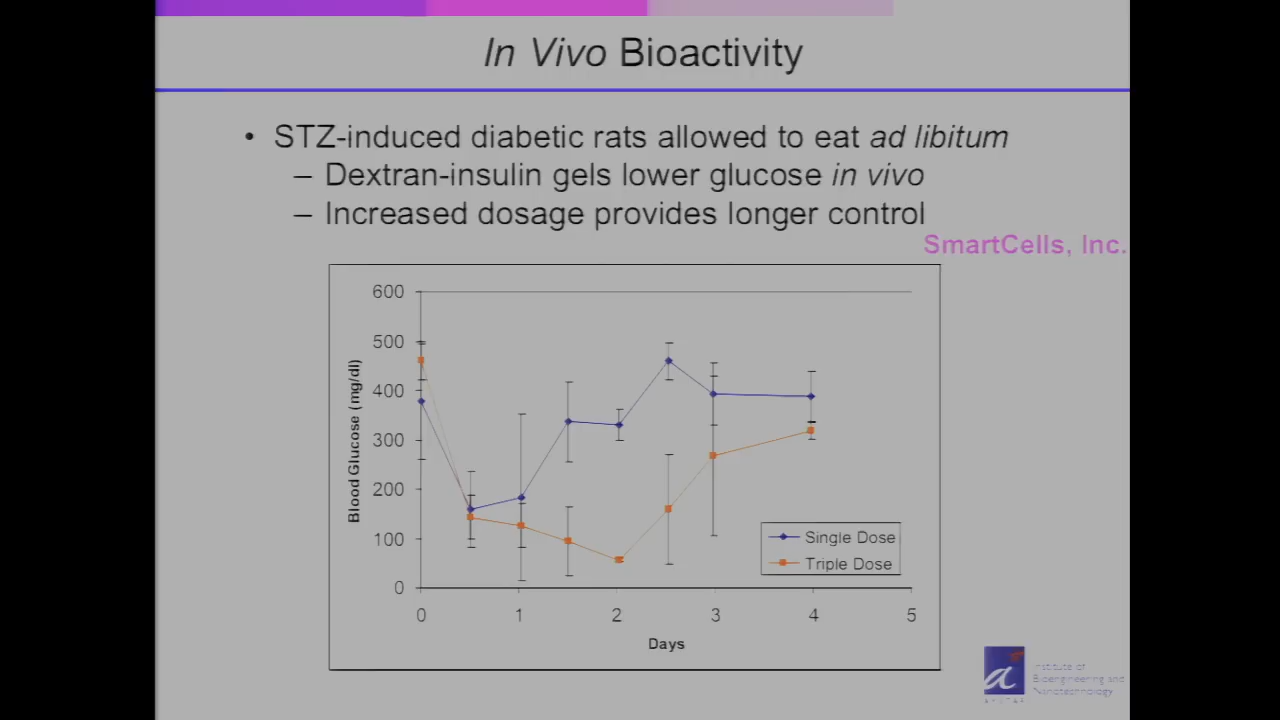 In Vivo Bioactivity
• STZ-induced diabetic rats allowed to eat ad libitum
– Dextran-insulin gels lower glucose in vivo
– Increased dosage provides longer control
SmartCells, Inc.
600
500
400
300
200
100
0
Blood Glucose (mg/dl)
0 1 2 3 4 5
Days
Single Dose
Triple Dose
Institute of
Bioengineering and
Nanotechnology